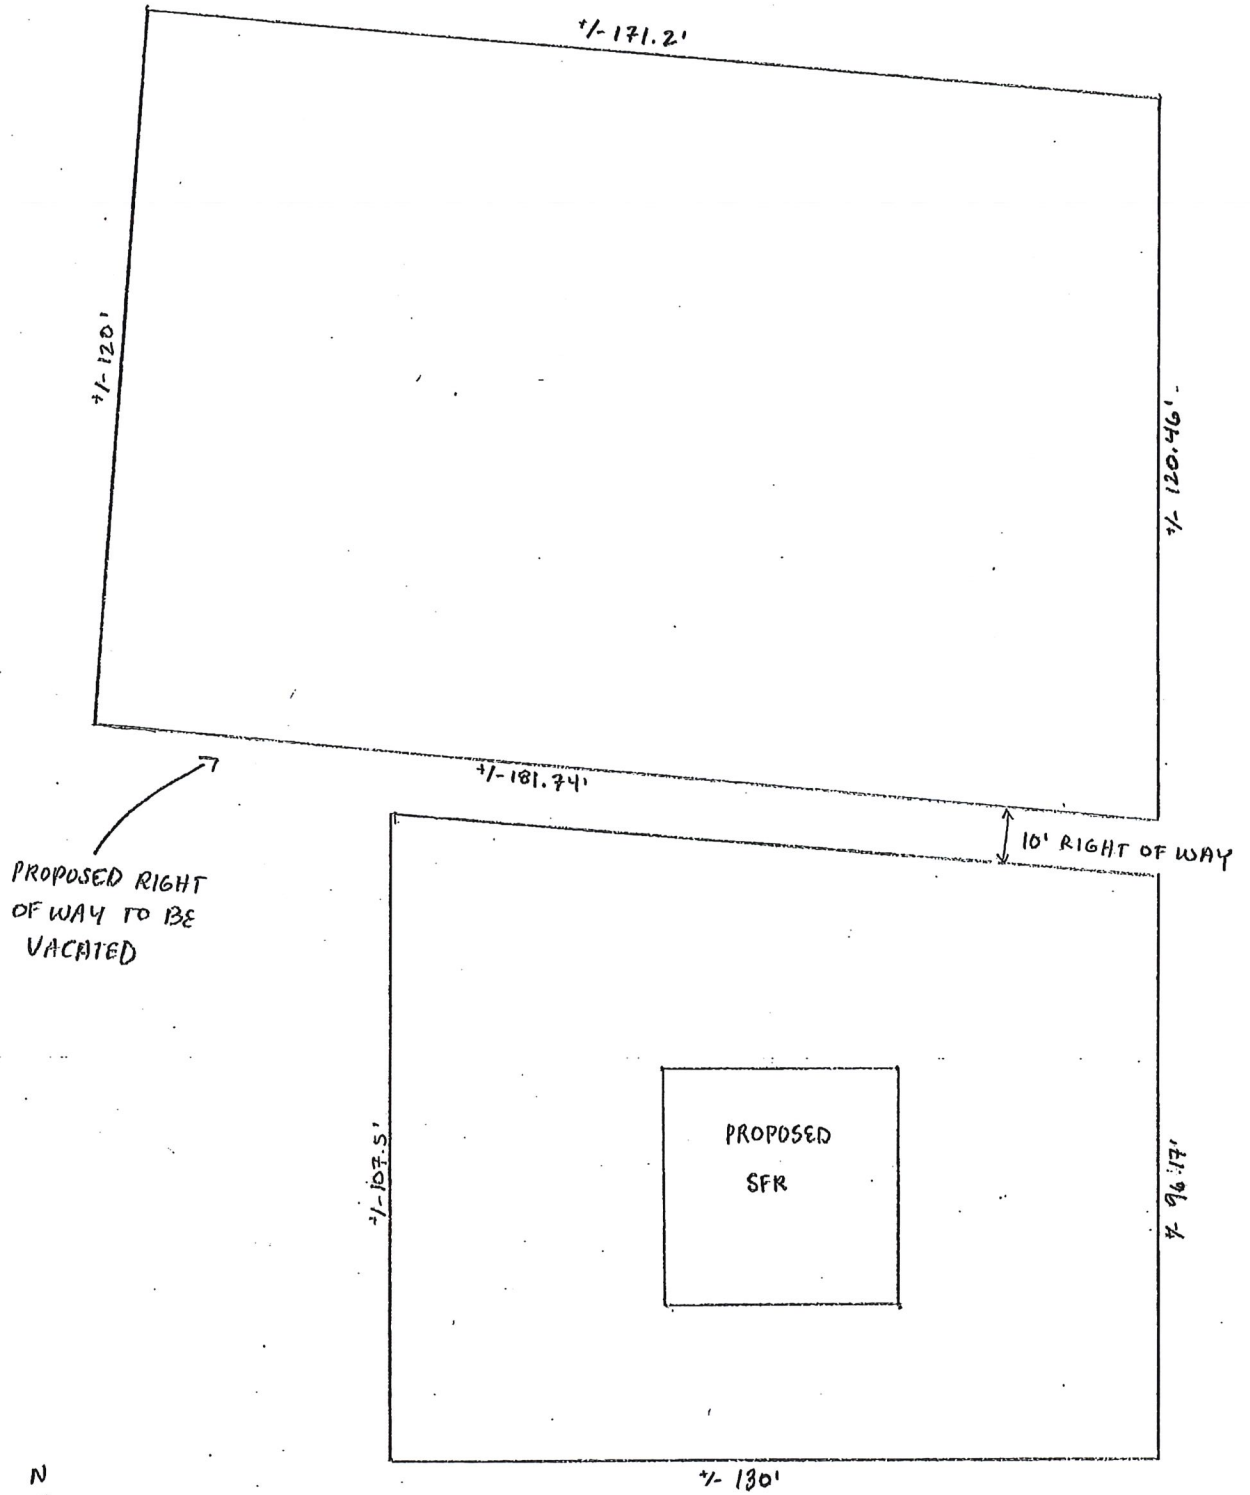 +/- 171.2'
+/- 120'
+/- 120.46'
+/- 181.74'
10' RIGHT OF WAY
PROPOSED RIGHT
OF WAY TO BE
VACATED
+/- 107.5'
PROPOSED
SFR
+/- 96.17'
+/- 130'
N